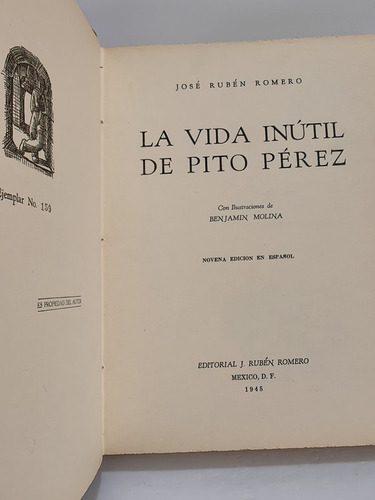 Ejemplar No. 159
ES PROPIEDAD DEL AUTOR
JOSÉ RUBÉN ROMERO
LA VIDA INÚTIL
DE PITO PÉREZ
Con Ilustraciones de
BENJAMIN MOLINA
NOVENA EDICION EN ESPAÑOL
EDITORIAL J. RUBÉN ROMERO
MEXICO, D. F.
1945